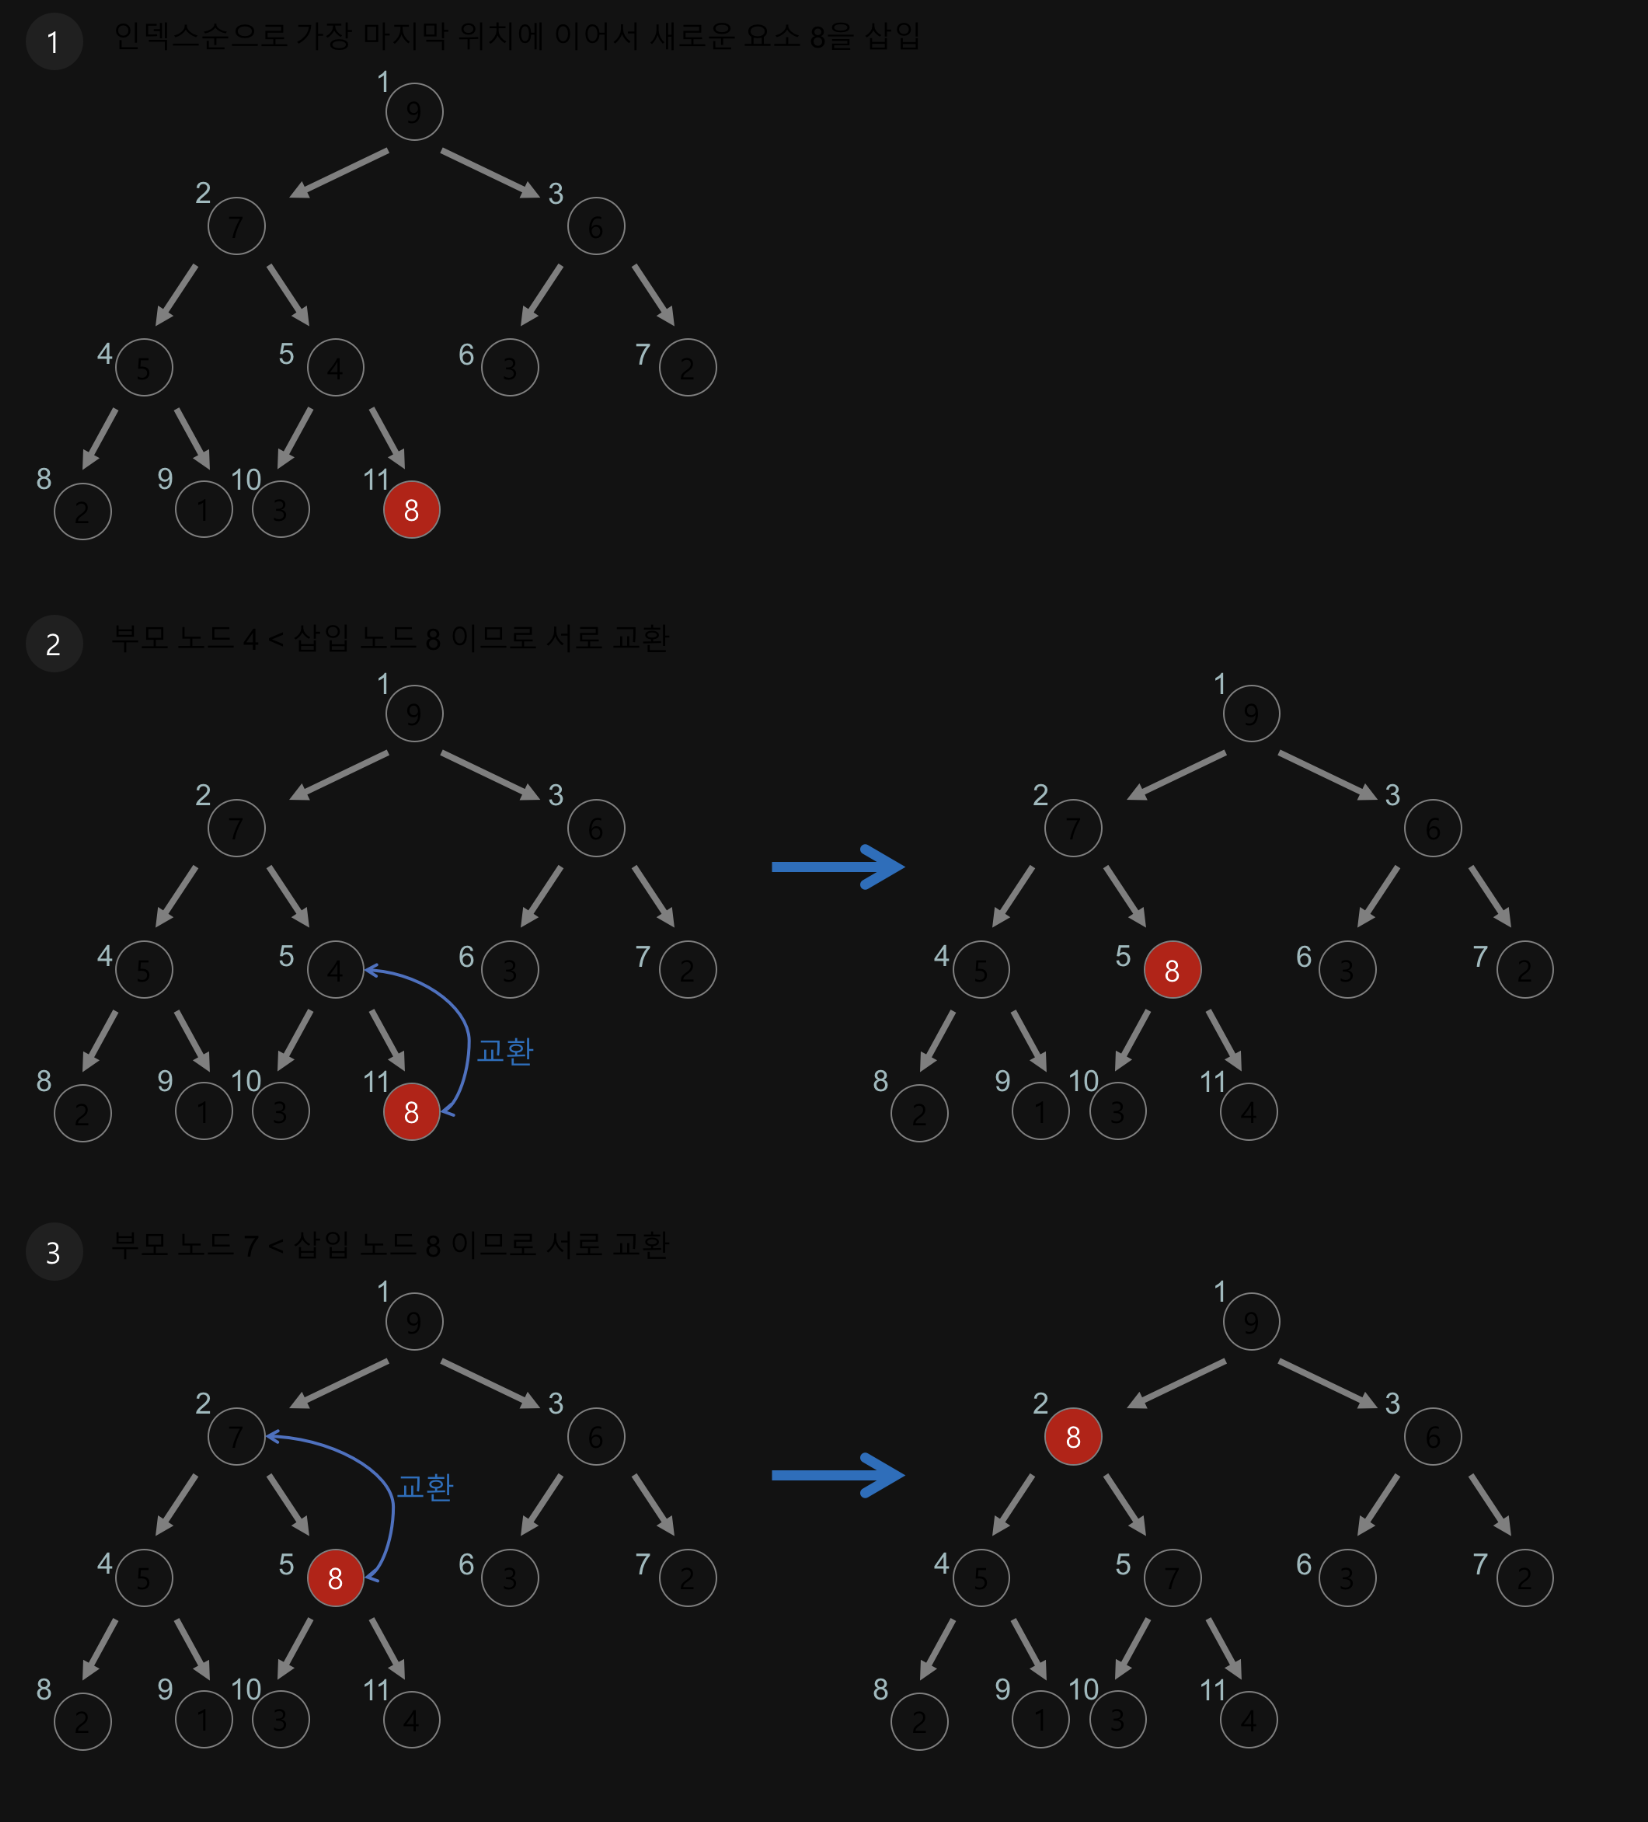 1 인덱스순으로 가장 마지막 위치에 이어서 새로운 요소 8을 삽입
1
9
2 3
7 6
4 5 6 7
5 4 3 2
8 9 10 11
2 1 3 8
2 부모 노드 4 < 삽입 노드 8 이므로 서로 교환
1 1
9 9
2 3 2 3
7 6 7 6
4 5 6 7 4 5 6 7
5 4 3 2 5 8 3 2
교환
8 9 10 11 8 9 10 11
2 1 3 8 2 1 3 4
3 부모 노드 7 < 삽입 노드 8 이므로 서로 교환
1 1
9 9
2 3 2 3
7 6 8 6
교환
4 5 6 7 4 5 6 7
5 8 3 2 5 7 3 2
8 9 10 11 8 9 10 11
2 1 3 4 2 1 3 4